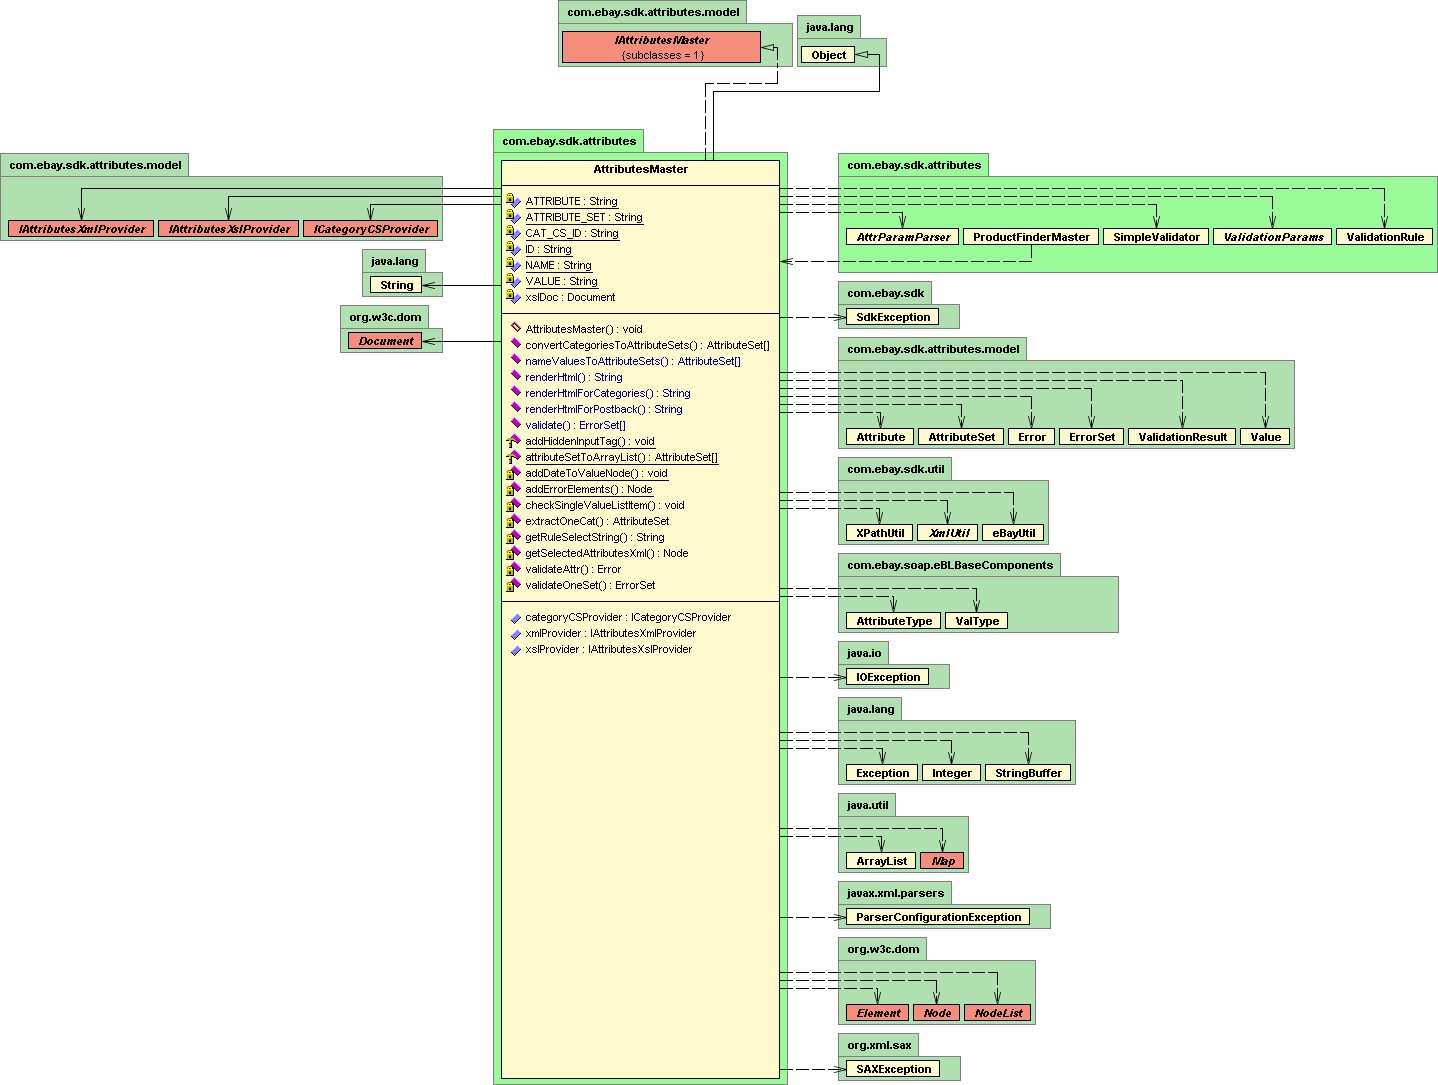 com.ebay.sdk.attributes.model
IAttributesMaster
{subclasses = 1}
java.lang
Object
com.ebay.sdk.attributes.model
IAttributesXmlProvider
IAttributesXslProvider
ICategoryCSProvider
java.lang
String
org.w3c.dom
Document
com.ebay.sdk.attributes
AttributesMaster
ATTRIBUTE : String
ATTRIBUTE_SET : String
CAT_CS_ID : String
ID : String
NAME : String
VALUE : String
xslDoc : Document
AttributesMaster() : void
convertCategoriesToAttributeSets() : AttributeSet[]
nameValuesToAttributeSets() : AttributeSet[]
renderHtml() : String
renderHtmlForCategories() : String
renderHtmlForPostback() : String
validate() : ErrorSet[]
addHiddenInputTag() : void
attributeSetToArrayList() : AttributeSet[]
addDateToValueNode() : void
addErrorElements() : Node
checkSingleValueListItem() : void
extractOneCat() : AttributeSet
getRuleSelectString() : String
getSelectedAttributesXml() : Node
validateAttr() : Error
validateOneSet() : ErrorSet
categoryCSProvider : ICategoryCSProvider
xmlProvider : IAttributesXmlProvider
xslProvider : IAttributesXslProvider
com.ebay.sdk.attributes
AttrParamParser
ProductFinderMaster
SimpleValidator
ValidationParams
ValidationRule
com.ebay.sdk
SdkException
com.ebay.sdk.attributes.model
Attribute
AttributeSet
Error
ErrorSet
ValidationResult
Value
com.ebay.sdk.util
XPathUtil
XmlUtil
eBayUtil
com.ebay.soap.eBLBaseComponents
AttributeType
ValType
java.io
IOException
java.lang
Exception
Integer
StringBuffer
java.util
ArrayList
Map
javax.xml.parsers
ParserConfigurationException
org.w3c.dom
Element
Node
NodeList
org.xml.sax
SAXException